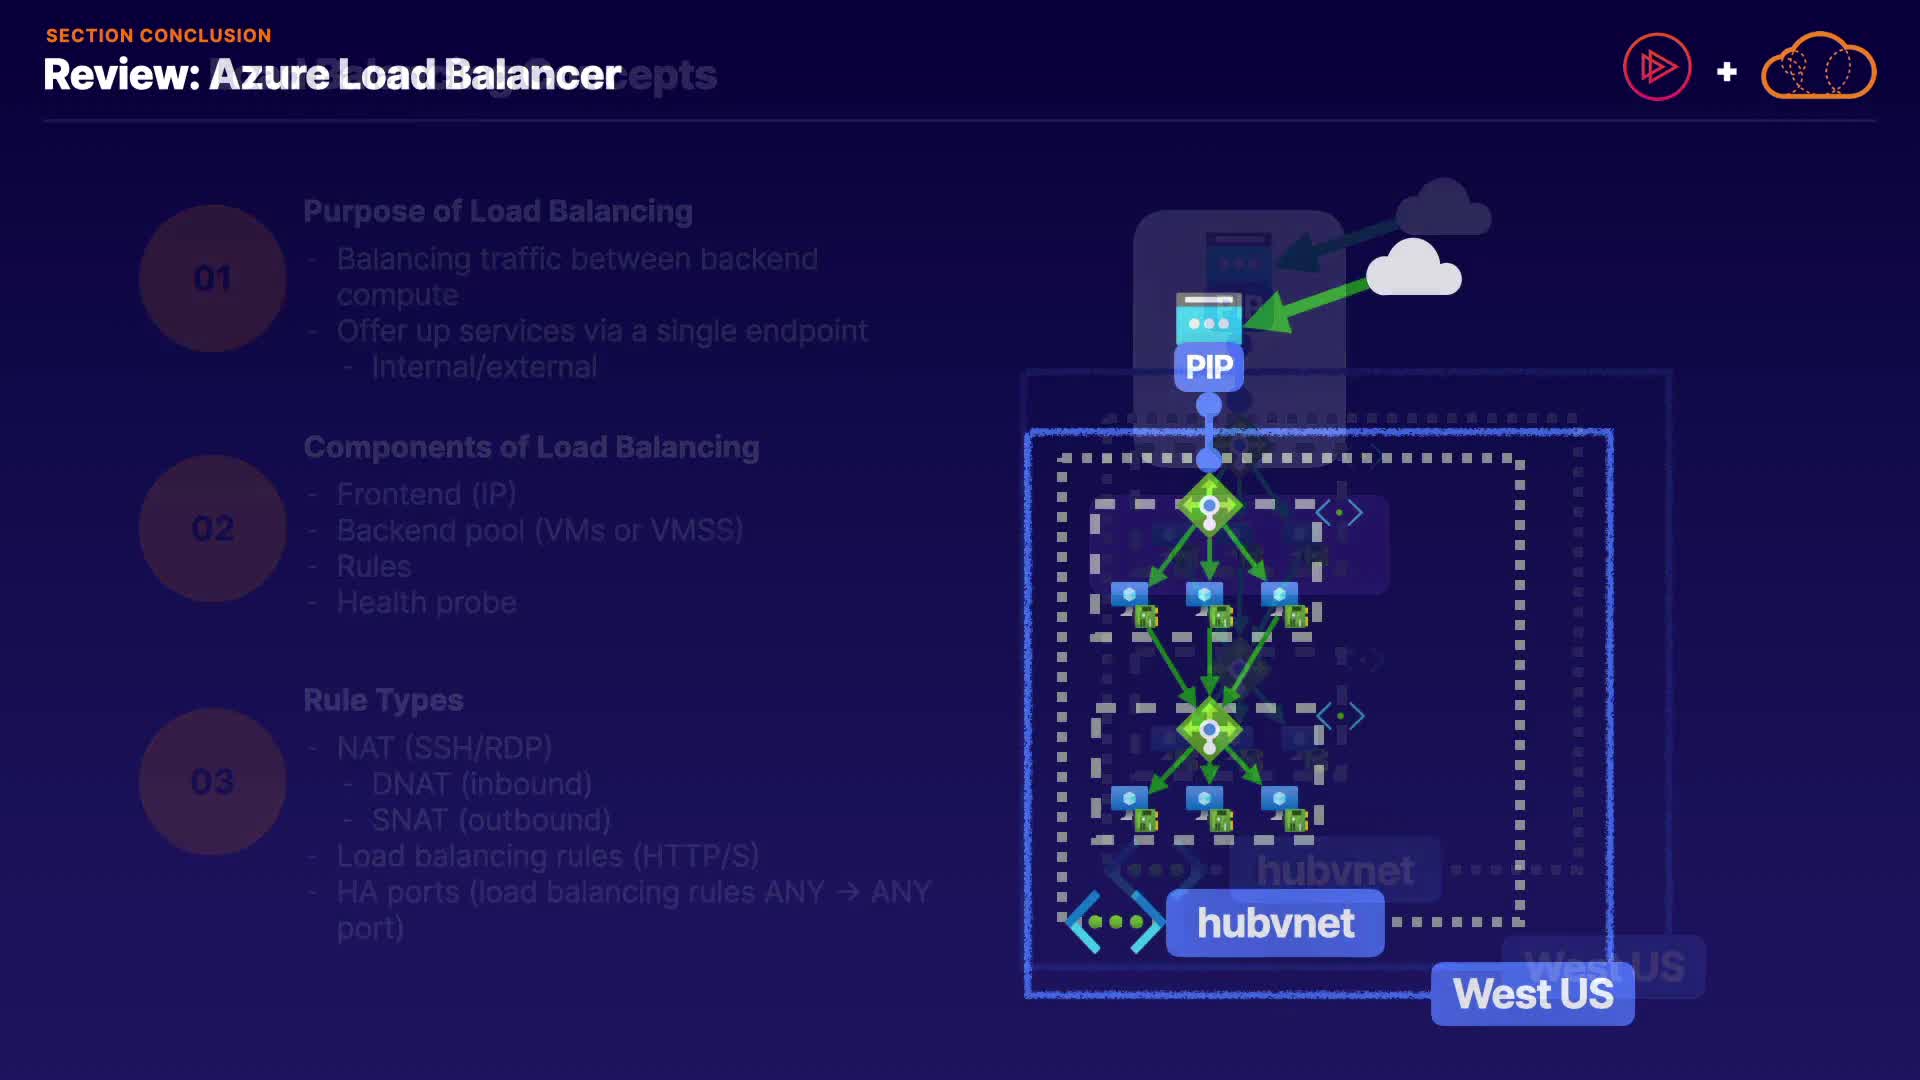 SECTION CONCLUSION
Review: Azure Load Balancer
01
Purpose of Load Balancing
- Balancing traffic between backend
compute
- Offer up services via a single endpoint
- Internal/external
02
Components of Load Balancing
- Frontend (IP)
- Backend pool (VMs or VMSS)
- Rules
- Health probe
03
Rule Types
- NAT (SSH/RDP)
- DNAT (inbound)
- SNAT (outbound)
- Load balancing rules (HTTP/S)
- HA ports (load balancing rules ANY → ANY
port)
PIP
hubvnet
hubvnet
West US
West US